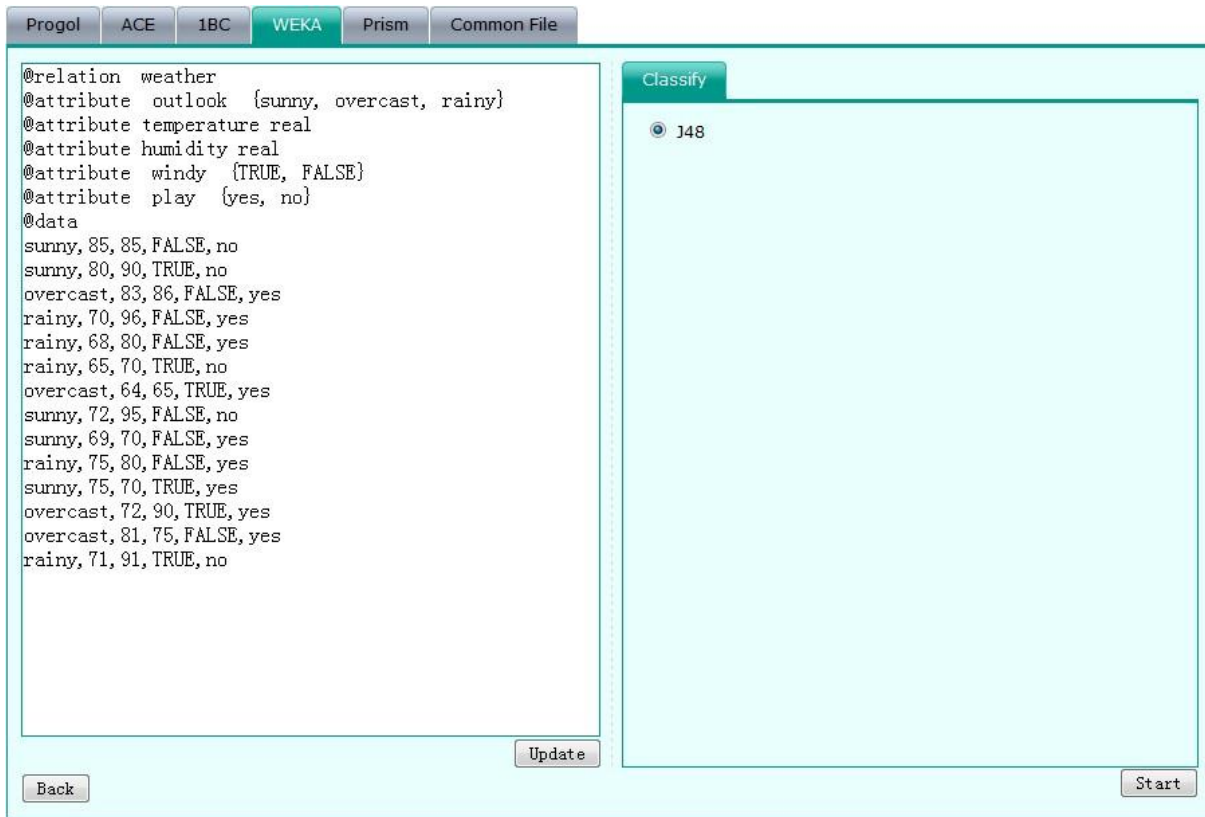 Progol ACE 1BC WEKA Prism Common File
@relation weather
@attribute outlook {sunny, overcast, rainy}
@attribute temperature real
@attribute humidity real
@attribute windy {TRUE, FALSE}
@attribute play {yes, no}
@data
sunny,85,85,FALSE,no
sunny,80,90,TRUE,no
overcast,83,86,FALSE,yes
rainy,70,96,FALSE,yes
rainy,68,80,FALSE,yes
rainy,65,70,TRUE,no
overcast,64,65,TRUE,yes
sunny,72,95,FALSE,no
sunny,69,70,FALSE,yes
rainy,75,80,FALSE,yes
sunny,75,70,TRUE,yes
overcast,72,90,TRUE,yes
overcast,81,75,FALSE,yes
rainy,71,91,TRUE,no
Update
Back
Classify
J48
Start